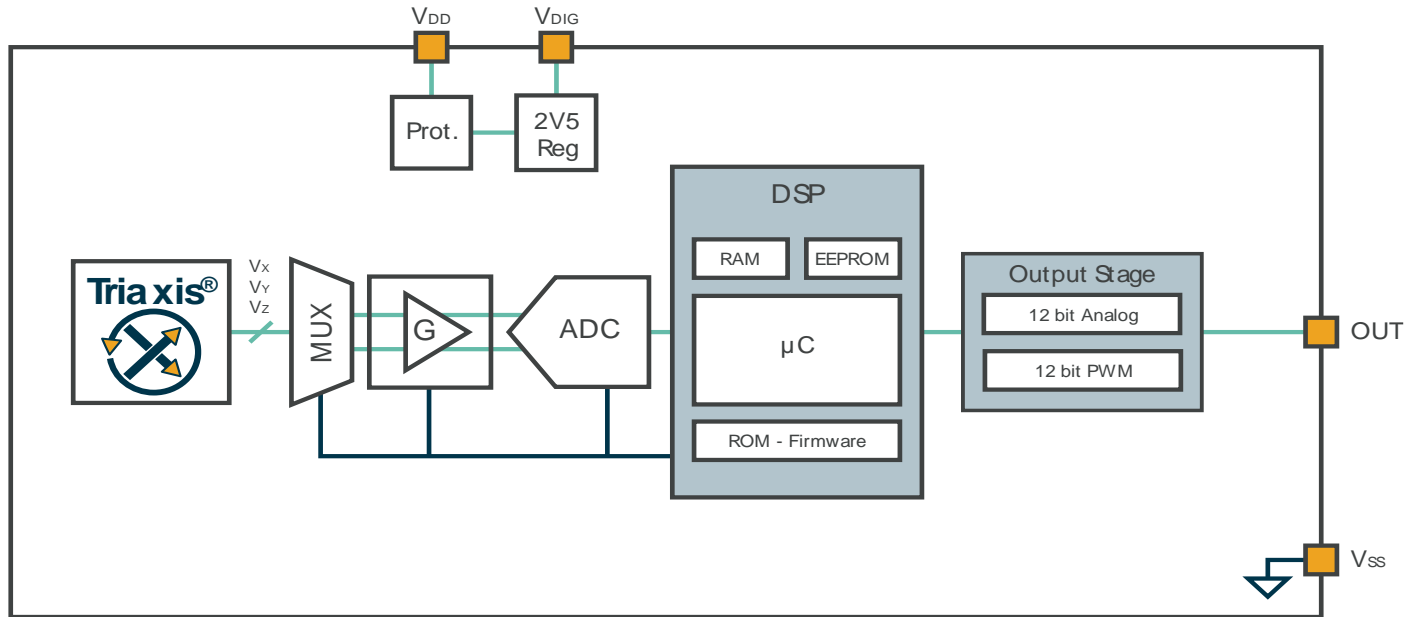 VDD
VDIG
Prot.
2V5
Reg
DSP
RAM
EEPROM
µC
ROM - Firmware
Triaxis®
VX
VY
VZ
MUX
G
ADC
Output Stage
12 bit Analog
12 bit PWM
OUT
VSS